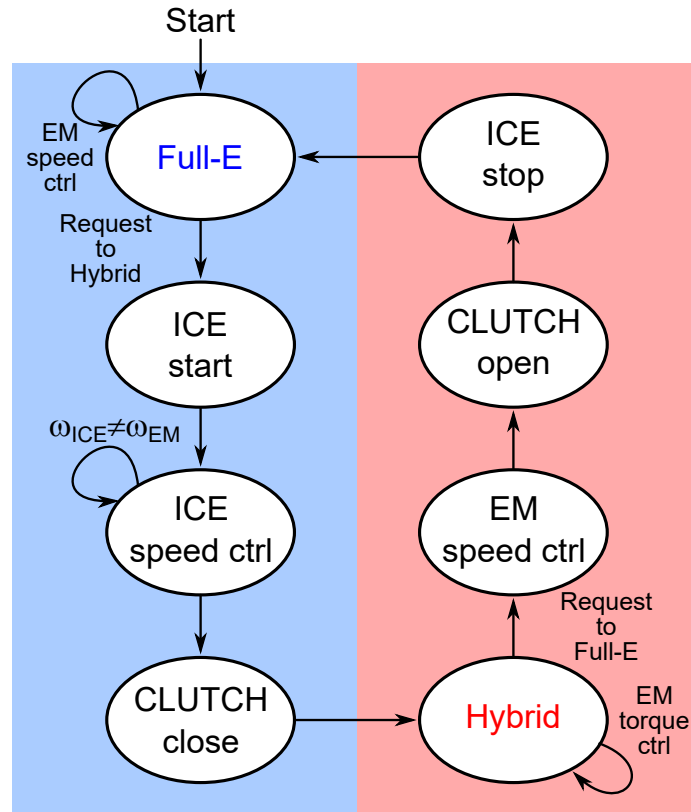 Start
EM
speed
ctrl
Full-E
Request
to
Hybrid
ICE
start
ωICE≠ωEM
ICE
speed ctrl
CLUTCH
close
Hybrid
EM
torque
ctrl
Request
to
Full-E
EM
speed ctrl
CLUTCH
open
ICE
stop